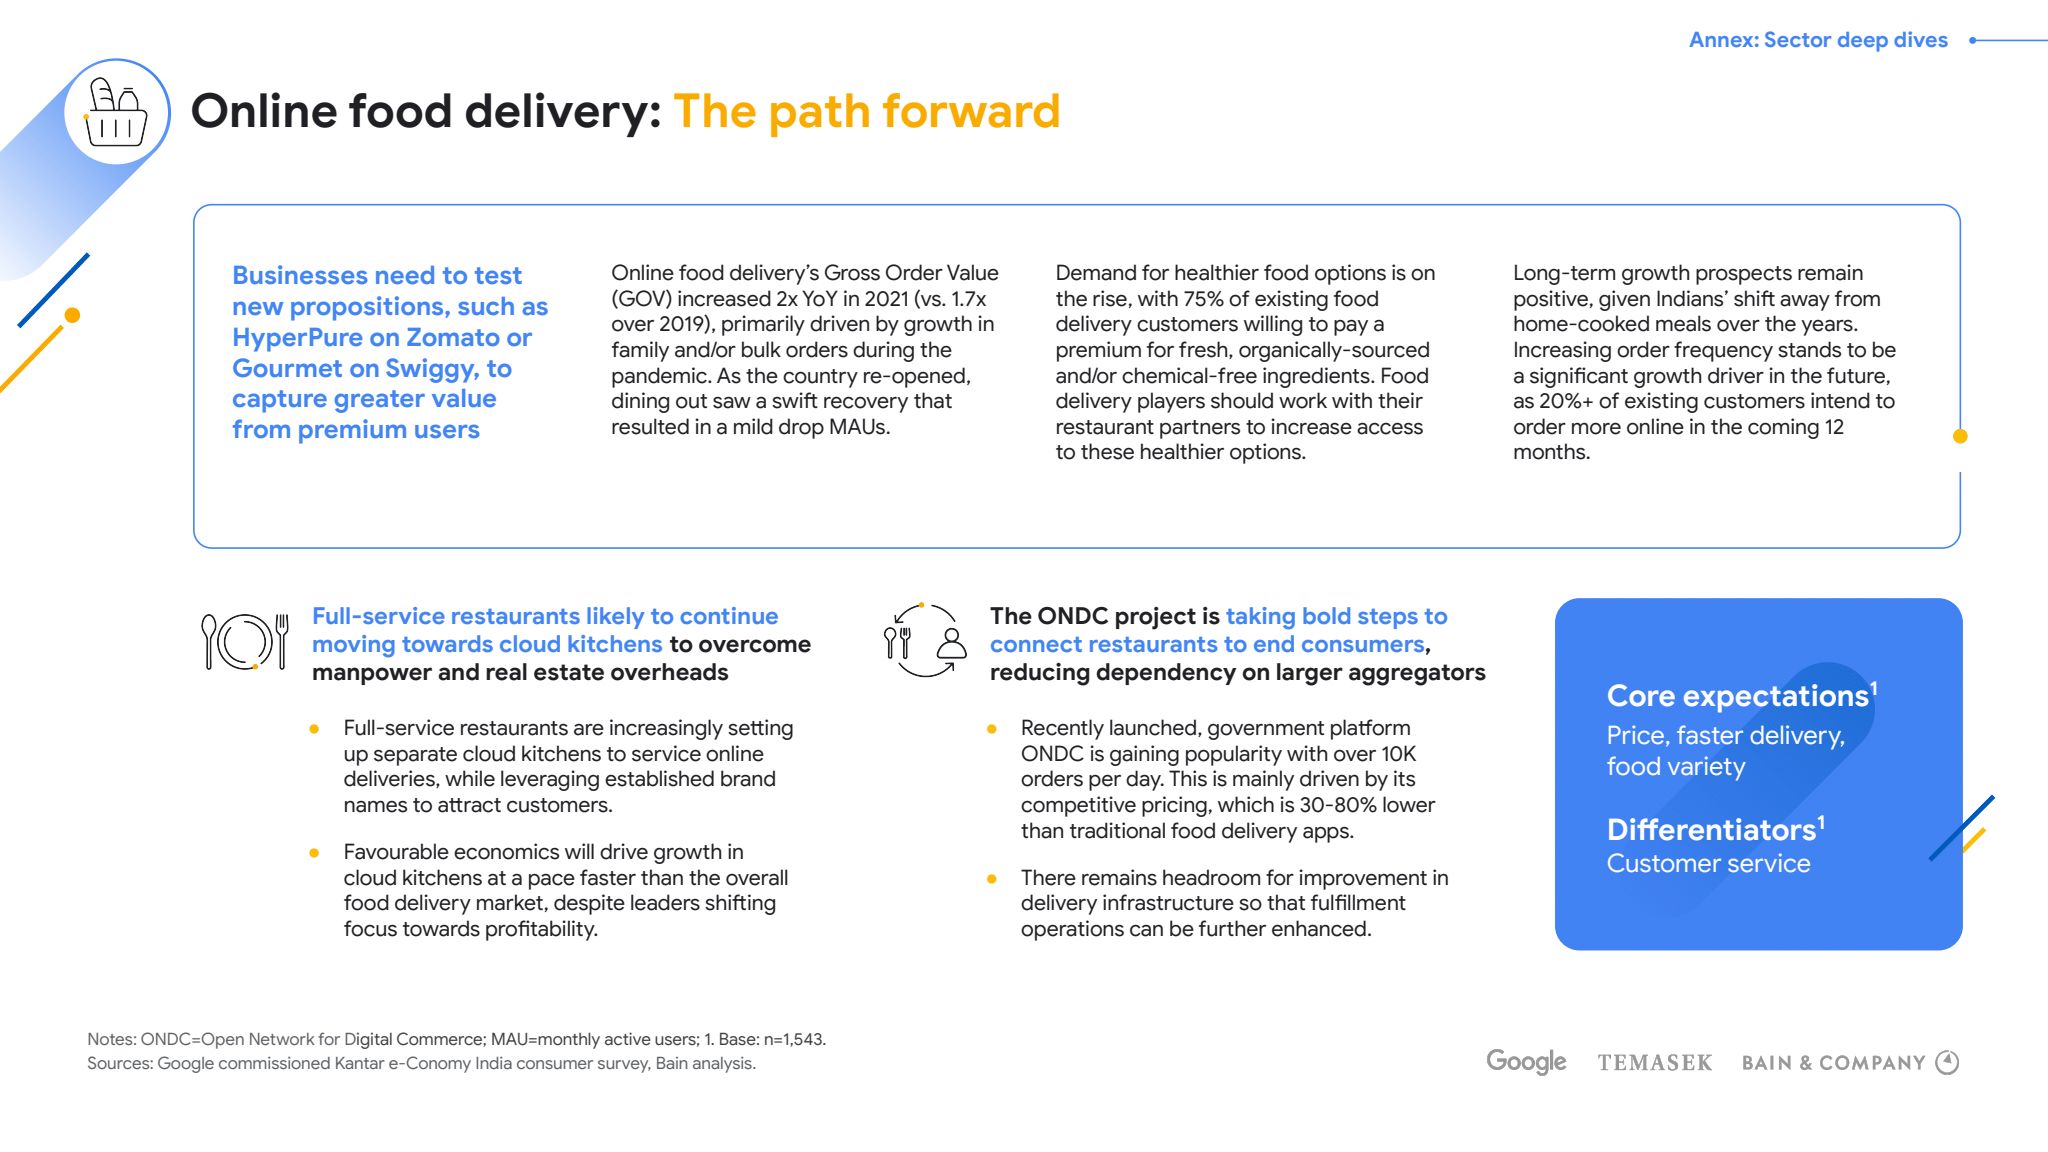 Annex: Sector deep dives
Online food delivery: The path forward
Businesses need to test
new propositions, such as
HyperPure on Zomato or
Gourmet on Swiggy, to
capture greater value
from premium users
Online food delivery’s Gross Order Value
(GOV) increased 2x YoY in 2021 (vs. 1.7x
over 2019), primarily driven by growth in
family and/or bulk orders during the
pandemic. As the country re-opened,
dining out saw a swift recovery that
resulted in a mild drop MAUs.
Demand for healthier food options is on
the rise, with 75% of existing food
delivery customers willing to pay a
premium for fresh, organically-sourced
and/or chemical-free ingredients. Food
delivery players should work with their
restaurant partners to increase access
to these healthier options.
Long-term growth prospects remain
positive, given Indians’ shift away from
home-cooked meals over the years.
Increasing order frequency stands to be
a significant growth driver in the future,
as 20%+ of existing customers intend to
order more online in the coming 12
months.
Full-service restaurants likely to continue
moving towards cloud kitchens to overcome
manpower and real estate overheads
• Full-service restaurants are increasingly setting
up separate cloud kitchens to service online
deliveries, while leveraging established brand
names to attract customers.
• Favourable economics will drive growth in
cloud kitchens at a pace faster than the overall
food delivery market, despite leaders shifting
focus towards profitability.
The ONDC project is taking bold steps to
connect restaurants to end consumers,
reducing dependency on larger aggregators
• Recently launched, government platform
ONDC is gaining popularity with over 10K
orders per day. This is mainly driven by its
competitive pricing, which is 30-80% lower
than traditional food delivery apps.
• There remains headroom for improvement in
delivery infrastructure so that fulfillment
operations can be further enhanced.
Core expectations¹
Price, faster delivery,
food variety
Differentiators¹
Customer service
Notes: ONDC=Open Network for Digital Commerce; MAU=monthly active users; 1. Base: n=1,543.
Sources: Google commissioned Kantar e-Conomy India consumer survey, Bain analysis.
Google TEMASEK BAIN & COMPANY